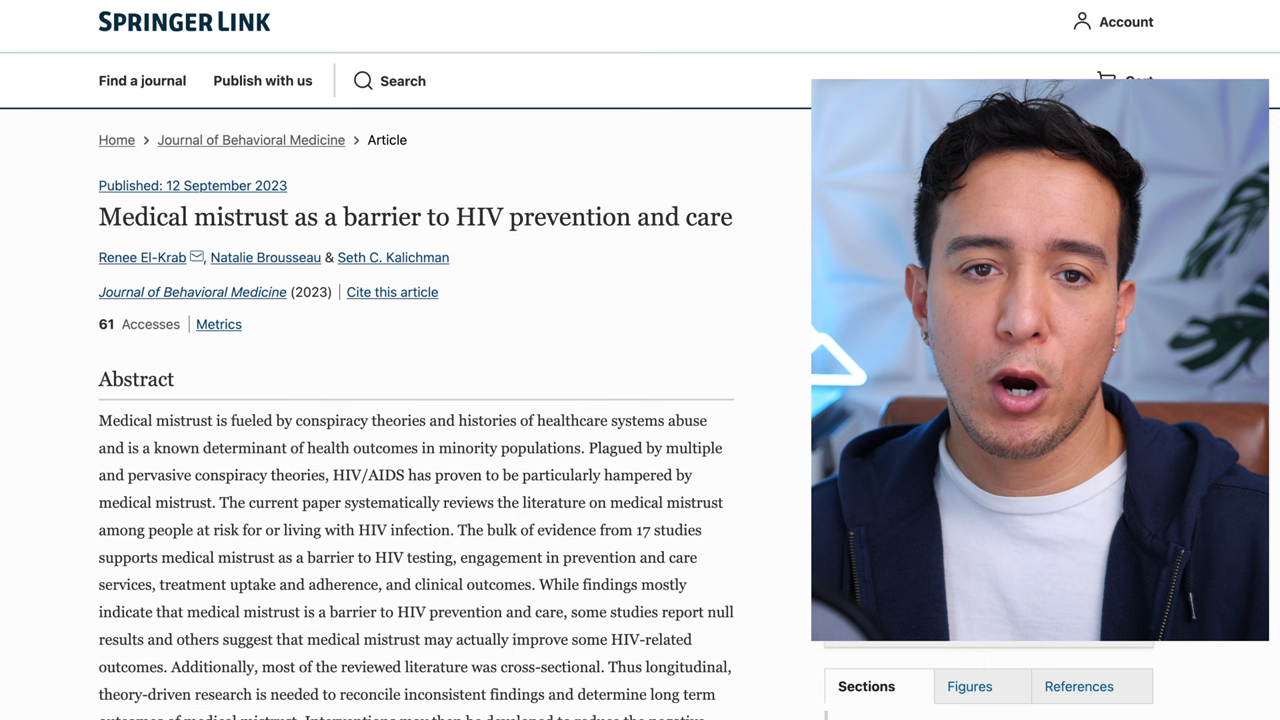 SPRINGER LINK
Account
Find a journal
Publish with us
Search
Home > Journal of Behavioral Medicine > Article
Published: 12 September 2023
Medical mistrust as a barrier to HIV prevention and care
Renee El-Krab, Natalie Brousseau & Seth C. Kalichman
Journal of Behavioral Medicine (2023) | Cite this article
61 Accesses | Metrics
Abstract
Medical mistrust is fueled by conspiracy theories and histories of healthcare systems abuse
and is a known determinant of health outcomes in minority populations. Plagued by multiple
and pervasive conspiracy theories, HIV/AIDS has proven to be particularly hampered by
medical mistrust. The current paper systematically reviews the literature on medical mistrust
among people at risk for or living with HIV infection. The bulk of evidence from 17 studies
supports medical mistrust as a barrier to HIV testing, engagement in prevention and care
services, treatment uptake and adherence, and clinical outcomes. While findings mostly
indicate that medical mistrust is a barrier to HIV prevention and care, some studies report null
results and others suggest that medical mistrust may actually improve some HIV-related
outcomes. Additionally, most of the reviewed literature was cross-sectional. Thus longitudinal,
theory-driven research is needed to reconcile inconsistent findings and determine long term
Sections
Figures
References